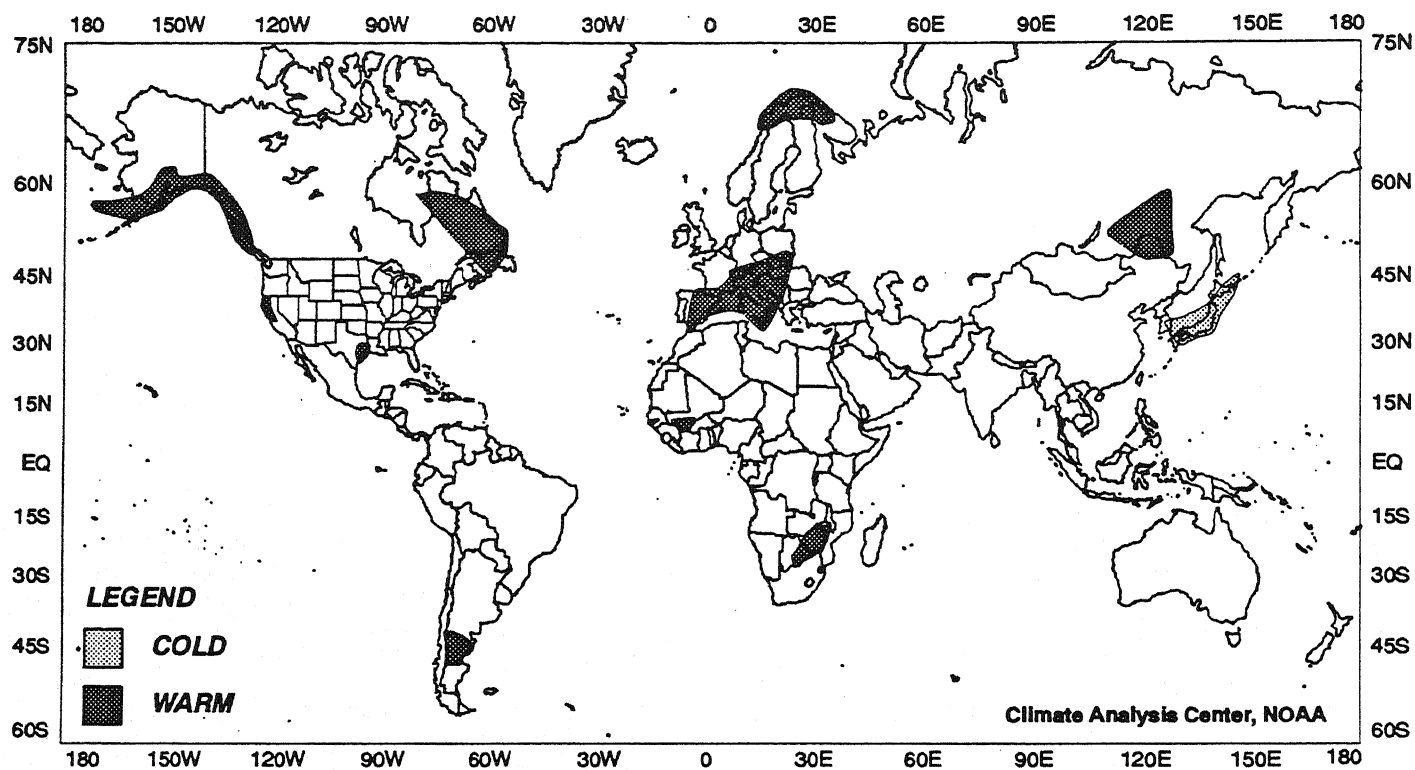 180 150W 120W 90W 60W 30W 0 30E 60E 90E 120E 150E 180
75N 75N
60N 60N
45N 45N
30N 30N
15N 15N
EQ EQ
15S 15S
30S 30S
LEGEND
45S COLD 45S
WARM
Climate Analysis Center, NOAA
60S 60S
180 150W 120W 90W 60W 30W 0 30E 60E 90E 120E 150E 180